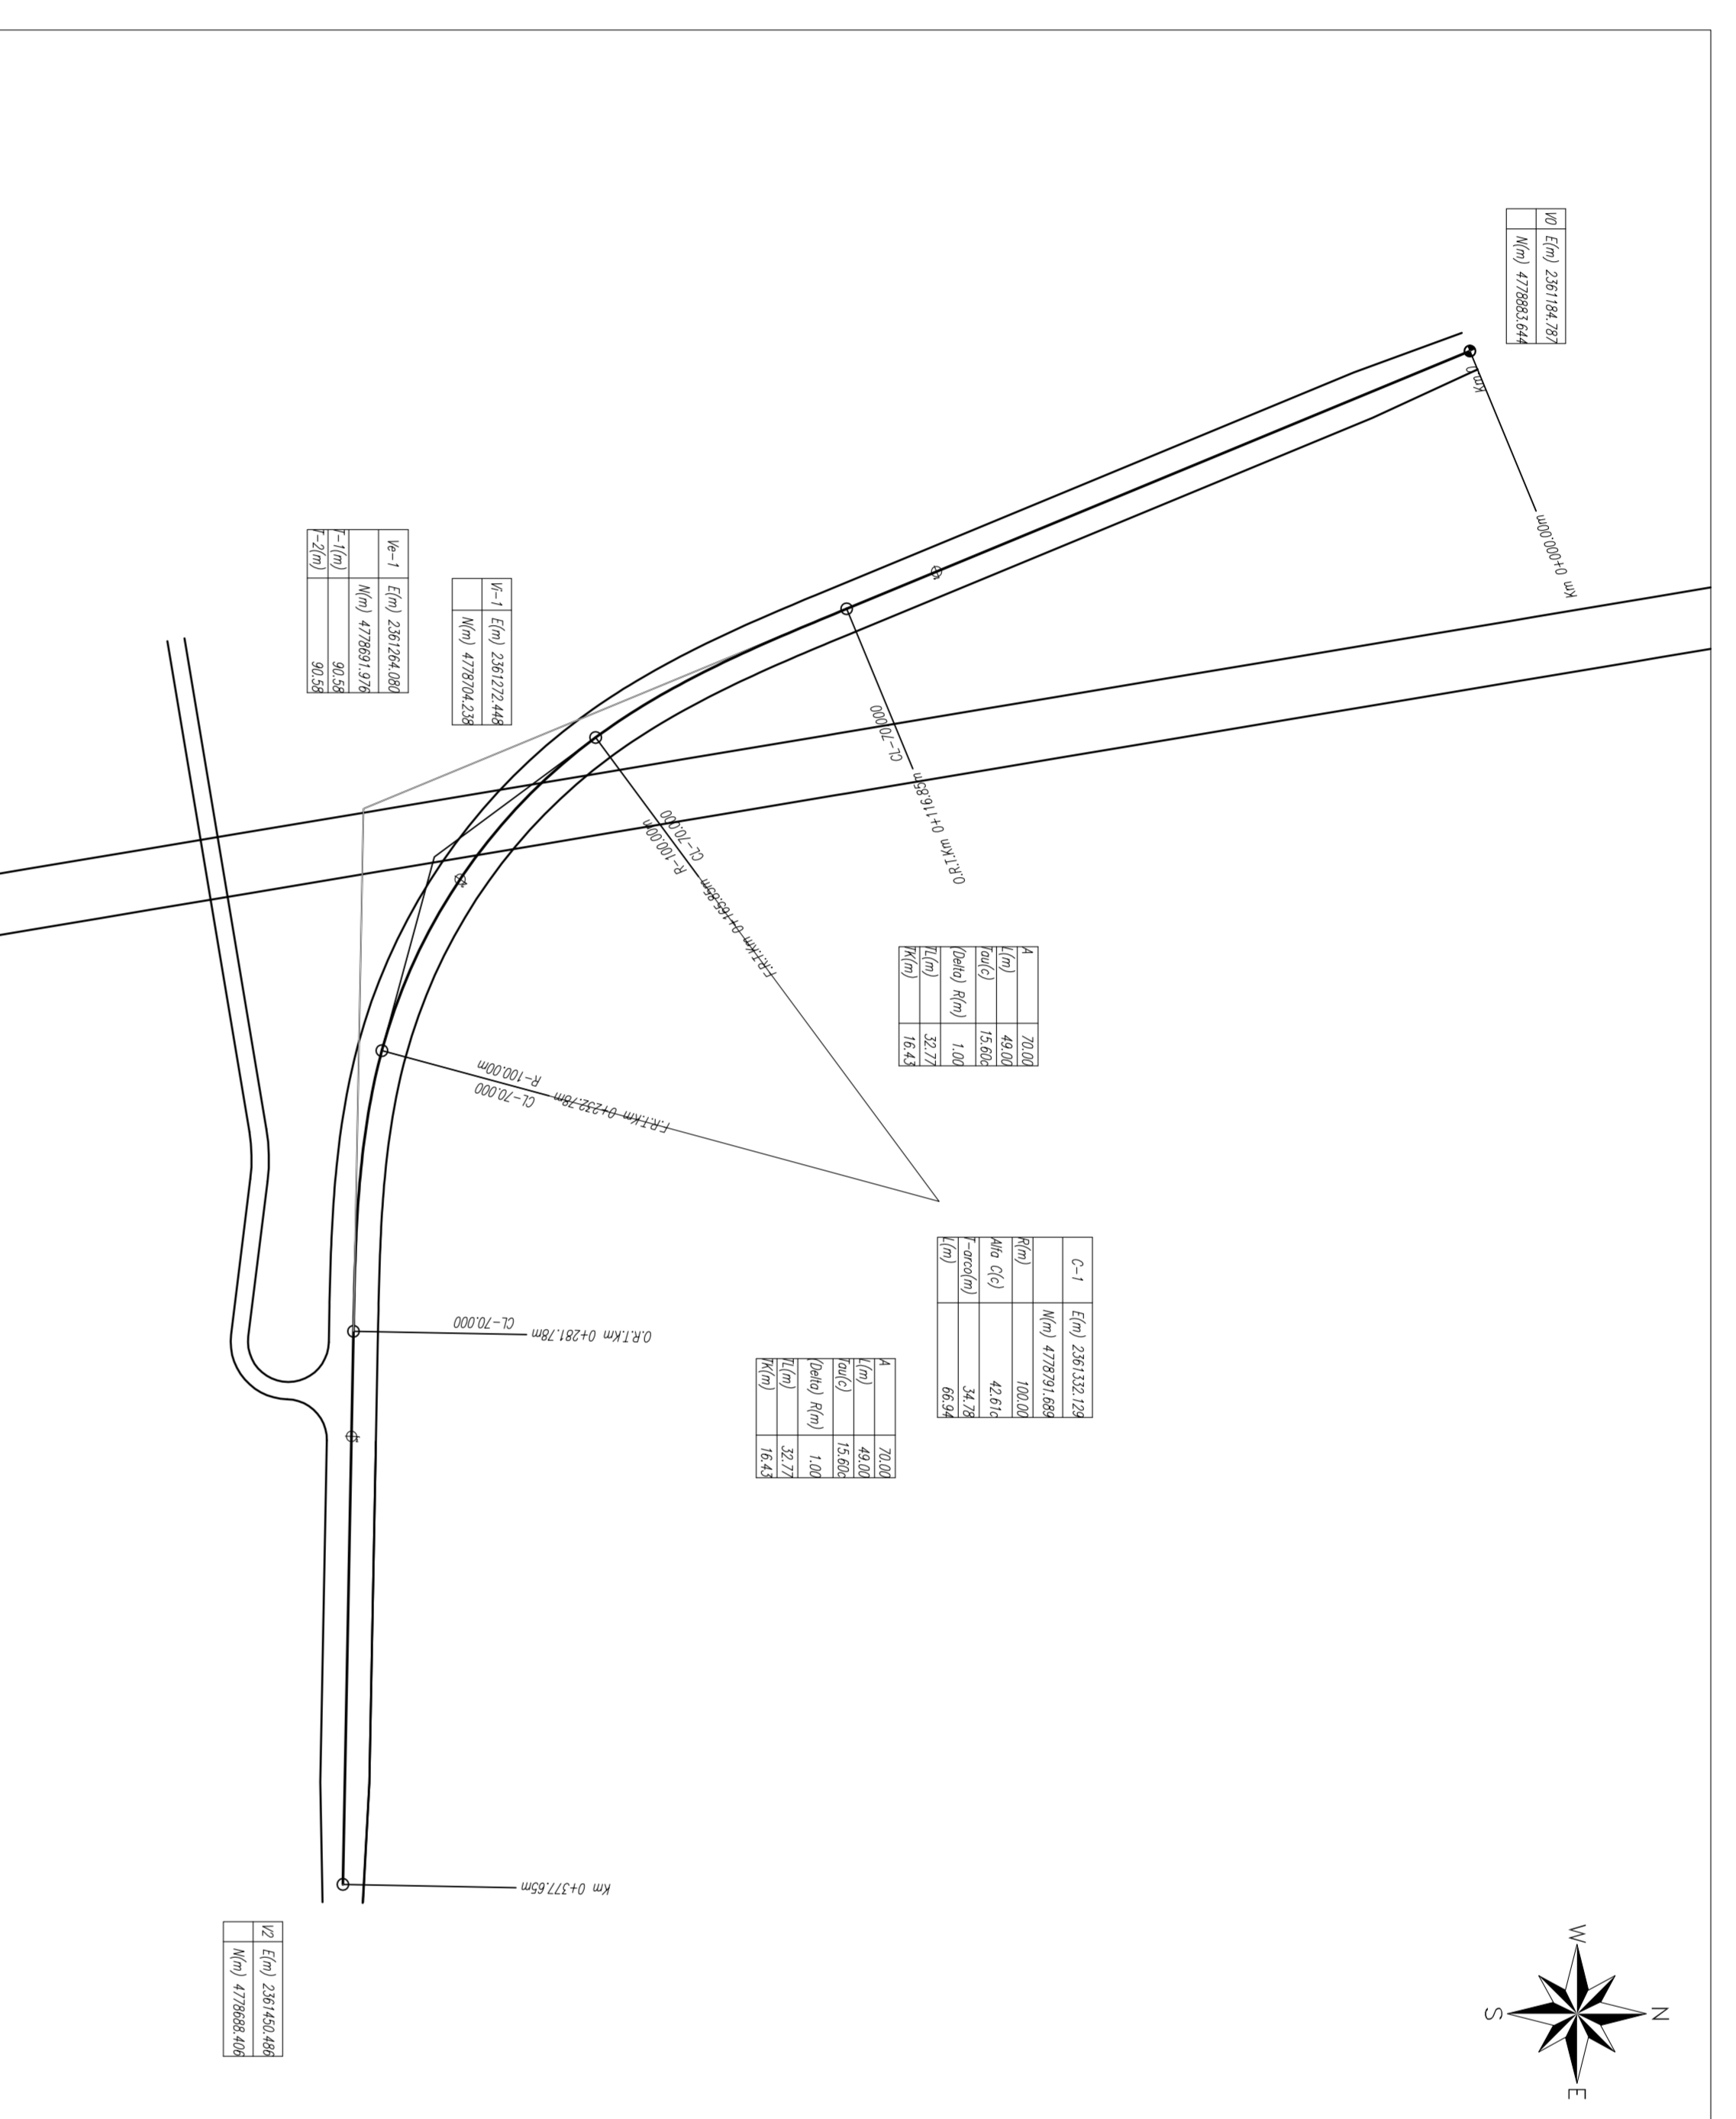 V0 E(m) 2361184.787
N(m) 4778883.644
0 Km
Km 0+000.00m
Ve-1 E(m) 2361264.080
N(m) 4778691.976
T-1(m) 90.58
T-2(m) 90.58
Vi-1 E(m) 2361272.448
N(m) 4778704.238
CL-70.000
O.R.T.Km 0+116.85m
CL-70.000
R-100.00m
F.R.T.Km 0+165.85m
A 70.00
L(m) 49.00
Tau(c) 15.60c
(Delta) R(m) 1.00
TL(m) 32.77
TK(m) 16.43
R-100.00m
CL-70.000
F.R.T.Km 0+232.78m
C-1 E(m) 2361332.129
N(m) 4778791.689
R(m) 100.00
Alfa C(c) 42.61c
T-arco(m) 34.78
L(m) 66.94
CL-70.000
O.R.T.Km 0+281.78m
A 70.00
L(m) 49.00
Tau(c) 15.60c
(Delta) R(m) 1.00
TL(m) 32.77
TK(m) 16.43
Km 0+377.65m
V2 E(m) 2361450.486
N(m) 4778688.406
N
W
E
S